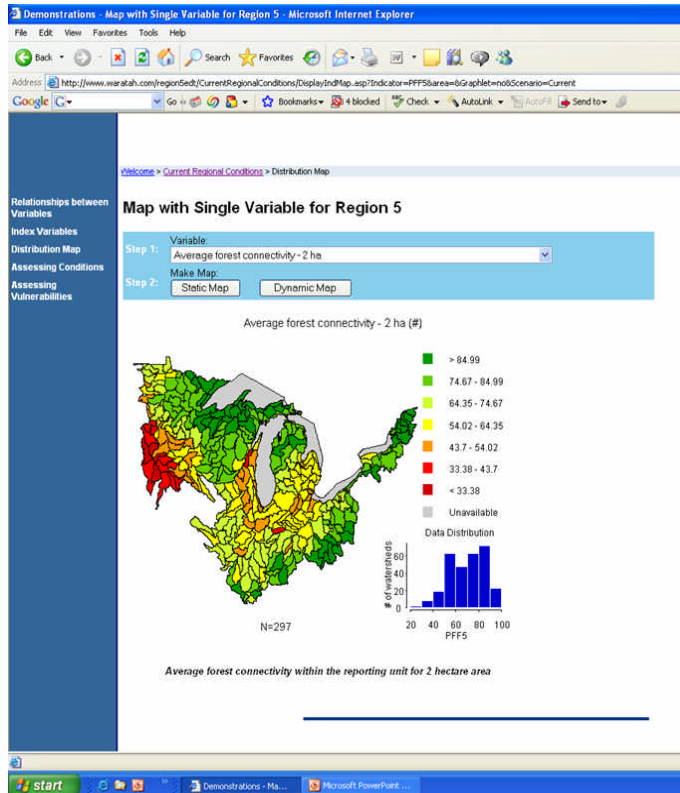 Demonstrations - Map with Single Variable for Region 5 - Microsoft Internet Explorer
File Edit View Favorites Tools Help
Back Search Favorites
Address http://www.waratah.com/region5edt/CurrentRegionalConditions/DisplayIndMap.asp?Indicator=PFF5&area=8&Graphlet=no&Scenario=Current
Google G Go Bookmarks 4 blocked Check AutoLink AutoFill Send to
Welcome > Current Regional Conditions > Distribution Map
Relationships between
Variables
Index Variables
Distribution Map
Assessing Conditions
Assessing
Vulnerabilities
Map with Single Variable for Region 5
Step 1: Variable:
Average forest connectivity - 2 ha
Step 2: Make Map:
Static Map Dynamic Map
Average forest connectivity - 2 ha (#)
> 84.99
74.67 - 84.99
64.35 - 74.67
54.02 - 64.35
43.7 - 54.02
33.38 - 43.7
< 33.38
Unavailable
Data Distribution
# of watersheds
60
40
20
0
20 40 60 80 100
PFF5
N=297
Average forest connectivity within the reporting unit for 2 hectare area
start Demonstrations - Ma... Microsoft PowerPoint ...